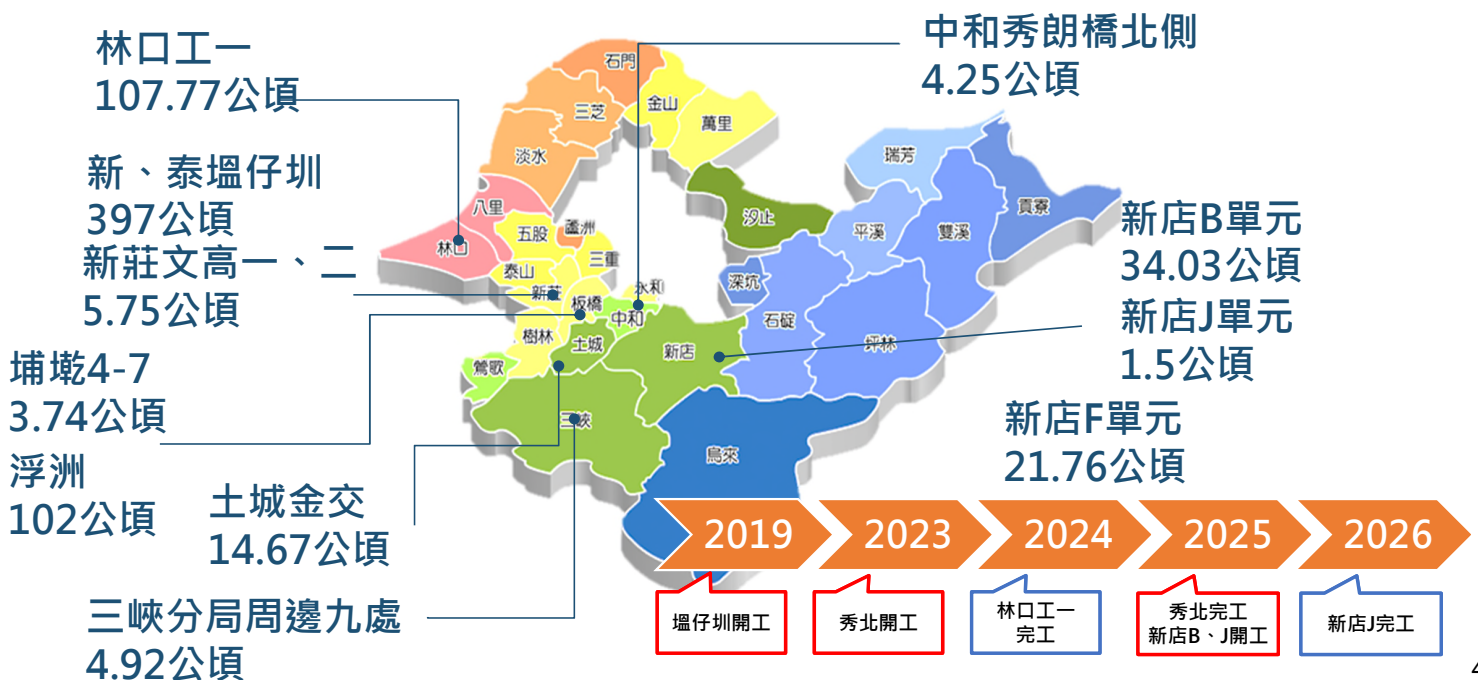 林口工一
107.77公頃
新、泰塭仔圳
397公頃
新莊文高一、二
5.75公頃
埔墘4-7
3.74公頃
浮洲
102公頃
土城金交
14.67公頃
三峽分局周邊九處
4.92公頃
中和秀朗橋北側
4.25公頃
新店B單元
34.03公頃
新店J單元
1.5公頃
新店F單元
21.76公頃
石門
三芝
金山
萬里
淡水
瑞芳
八里
汐止
貢寮
五股
蘆洲
平溪
雙溪
林口
三重
泰山
深坑
新莊
永和
板橋
中和
石碇
樹林
土城
新店
坪林
鶯歌
三峽
烏來
2019
2023
2024
2025
2026
塭仔圳開工
秀北開工
林口工一
完工
秀北完工
新店B、J開工
新店J完工
4